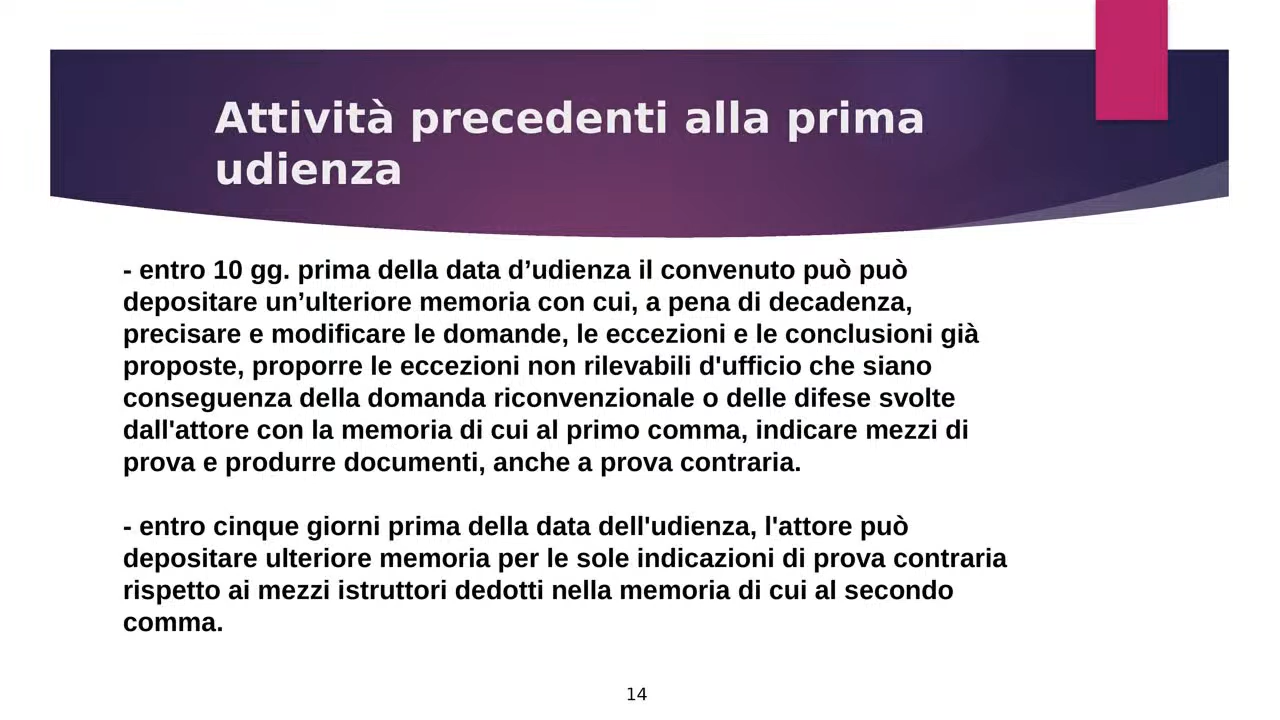 Attività precedenti alla prima
udienza
- entro 10 gg. prima della data d’udienza il convenuto può può
depositare un’ulteriore memoria con cui, a pena di decadenza,
precisare e modificare le domande, le eccezioni e le conclusioni già
proposte, proporre le eccezioni non rilevabili d'ufficio che siano
conseguenza della domanda riconvenzionale o delle difese svolte
dall'attore con la memoria di cui al primo comma, indicare mezzi di
prova e produrre documenti, anche a prova contraria.
- entro cinque giorni prima della data dell'udienza, l'attore può
depositare ulteriore memoria per le sole indicazioni di prova contraria
rispetto ai mezzi istruttori dedotti nella memoria di cui al secondo
comma.
14